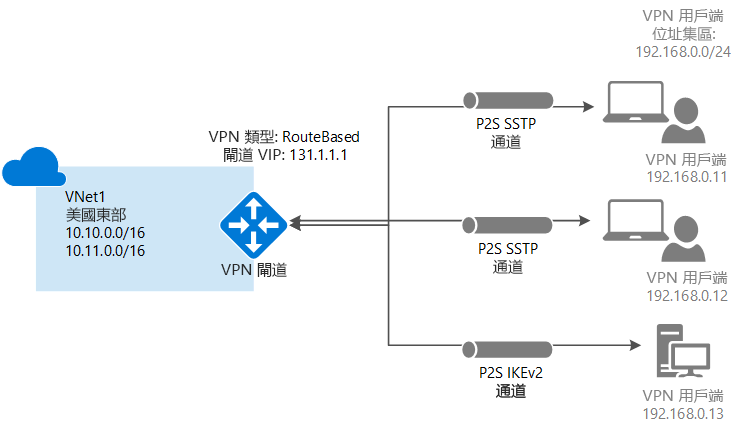 VPN 用戶端
位址集區:
192.168.0.0/24
P2S SSTP
通道
VPN 用戶端
192.168.0.11
VPN 類型: RouteBased
閘道 VIP: 131.1.1.1
VNet1
美國東部
10.10.0.0/16
10.11.0.0/16
VPN 閘道
P2S SSTP
通道
VPN 用戶端
192.168.0.12
P2S IKEv2
通道
VPN 用戶端
192.168.0.13